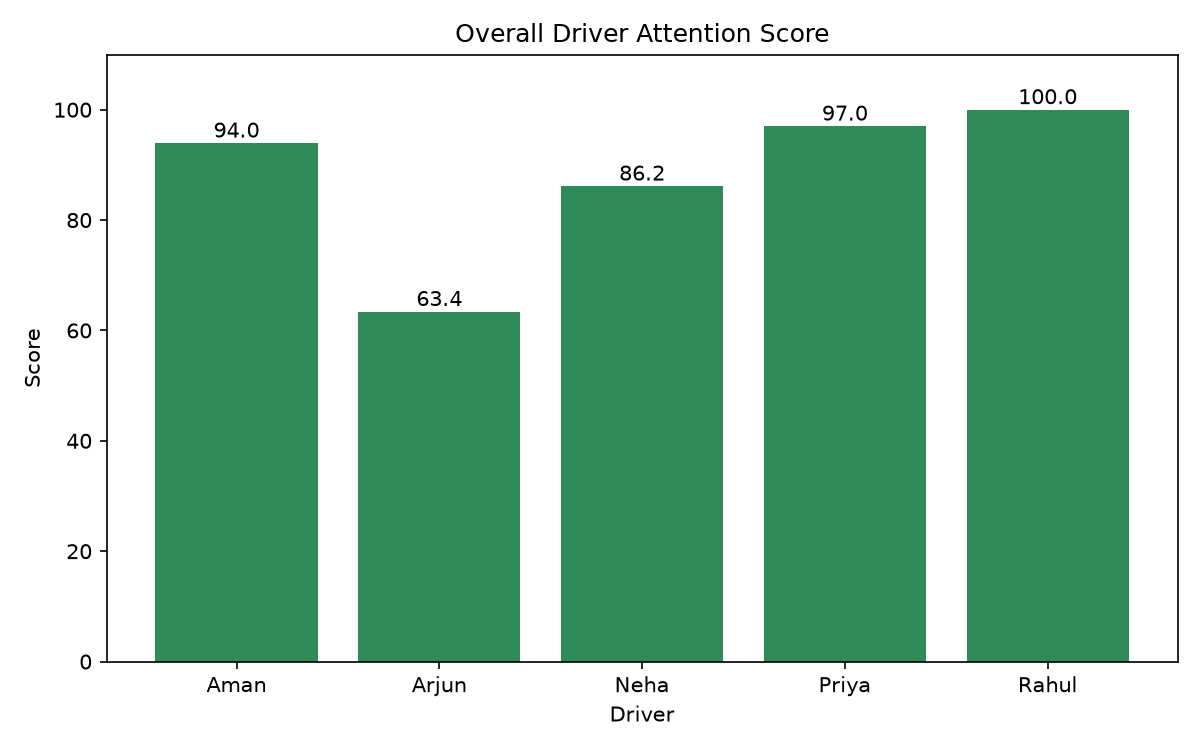 Overall Driver Attention Score
100.0
97.0
94.0
86.2
63.4
100
80
60
40
20
0
Score
Aman Arjun Neha Priya Rahul
Driver